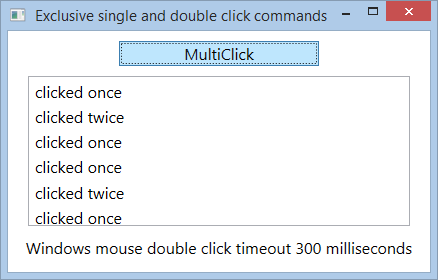 Exclusive single and double click commands
MultiClick
clicked once
clicked twice
clicked once
clicked once
clicked twice
clicked once
Windows mouse double click timeout 300 milliseconds